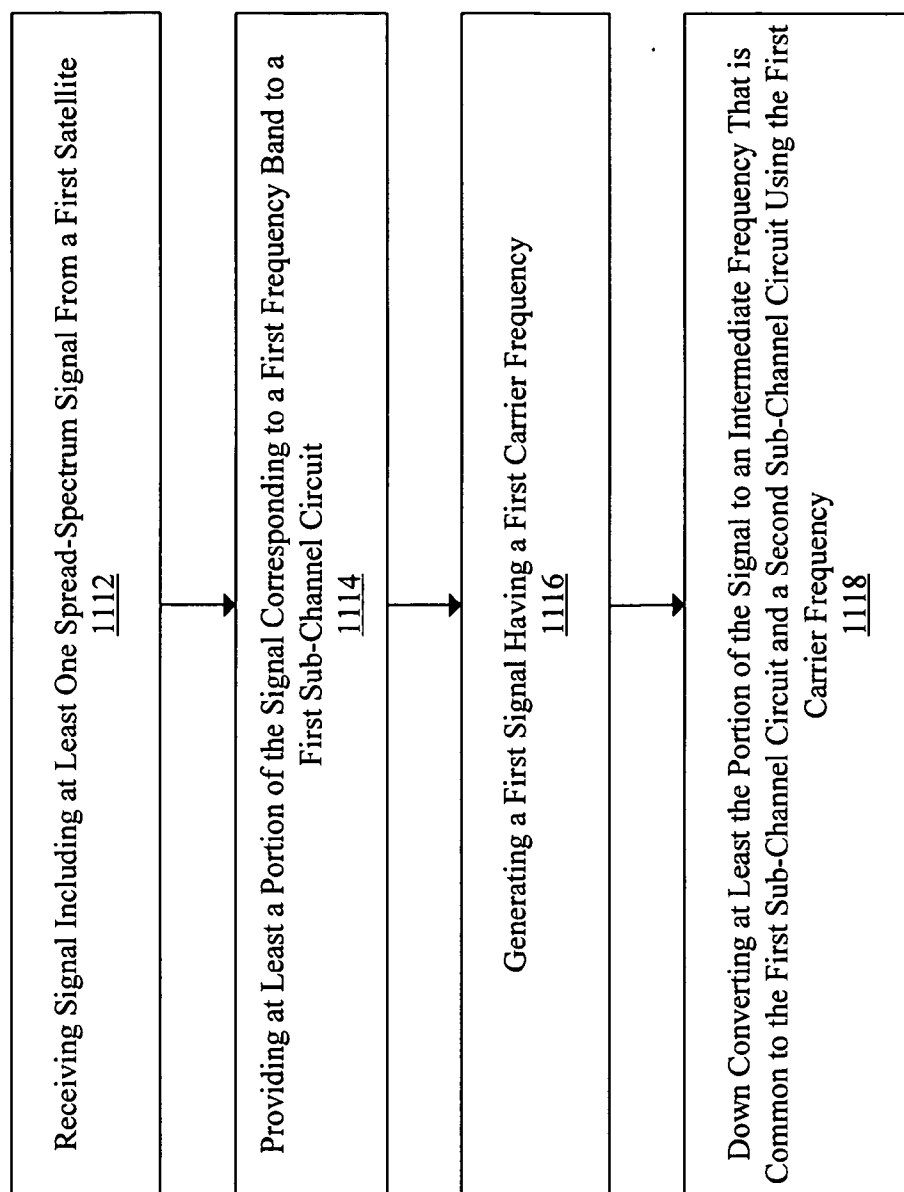 Receiving Signal Including at Least One Spread-Spectrum Signal From a First Satellite
1112
Providing at Least a Portion of the Signal Corresponding to a First Frequency Band to a
First Sub-Channel Circuit
1114
Generating a First Signal Having a First Carrier Frequency
1116
Down Converting at Least the Portion of the Signal to an Intermediate Frequency That is
Common to the First Sub-Channel Circuit and a Second Sub-Channel Circuit Using the First
Carrier Frequency
1118